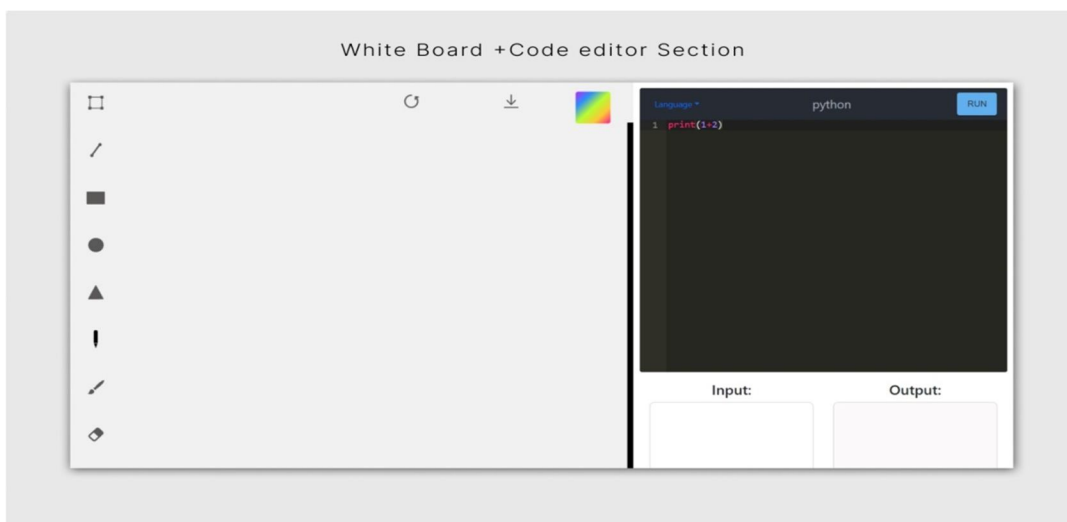 White Board +Code editor Section
Language
python
RUN
1 print(1+2)
Input:
Output: